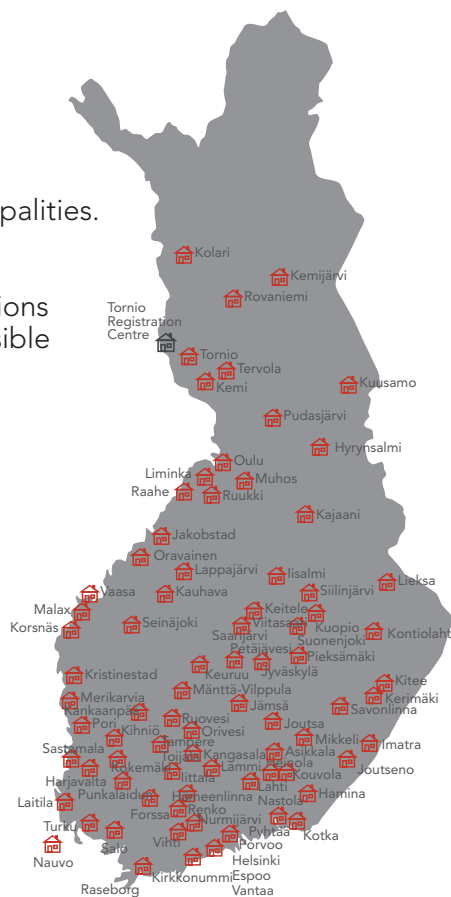 palities.
Kolari
Kemijärvi
ions
Rovaniemi
Tornio
Registration
sible
Centre
Tornio
Tervola
Kemi
Kuusamo
Pudasjärvi
Hyrynsalmi
Oulu
Liminka
Muhos
Raahe
Ruukki
Kajaani
Jakobstad
Oravainen
Lappajärvi
Iisalmi
Lieksa
Vaasa
Kauhava
Siilinjärvi
Malax
Keitele
Korsnäs
Seinäjoki
Viitasaari
Kuopio
Kontiolaht
Saarijärvi
Suonenjoki
Petäjävesi
Pieksämäki
Keuruu
Jyväskylä
Kristinestad
Kitee
Mänttä-Vilppula
Kerimäki
Merikarvia
Jämsä
Savonlinna
Kankaanpää
Pori
Ruovesi
Joutsa
Kihniö
Orivesi
Mikkeli
Tampere
Imatra
Sastamala
Toijala
Kangasala
Asikkala
Kokemäki
Lammi
Heinola
Joutseno
Harjavalta
Iittala
Kouvola
Lahti
Punkalaidun
Hämeenlinna
Nastola
Hamina
Laitila
Forssa
Renko
Turku
Nurmijärvi
Pyhtää
Kotka
Salo
Vihti
Porvoo
Nauvo
Kirkkonummi
Helsinki
Raseborg
Espoo
Vantaa